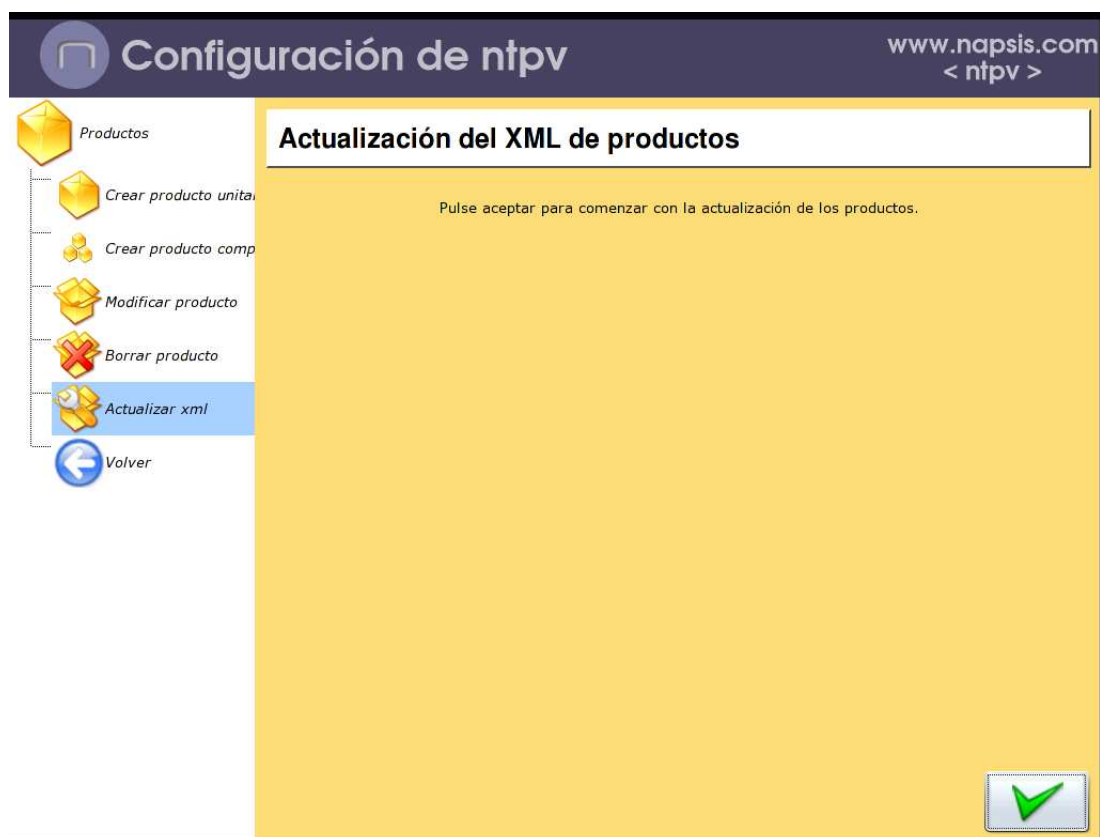 Configuración de ntpv
www.napsis.com
< ntpv >
Productos
Crear producto unita
Crear producto comp
Modificar producto
Borrar producto
Actualizar xml
Volver
Actualización del XML de productos
Pulse aceptar para comenzar con la actualización de los productos.